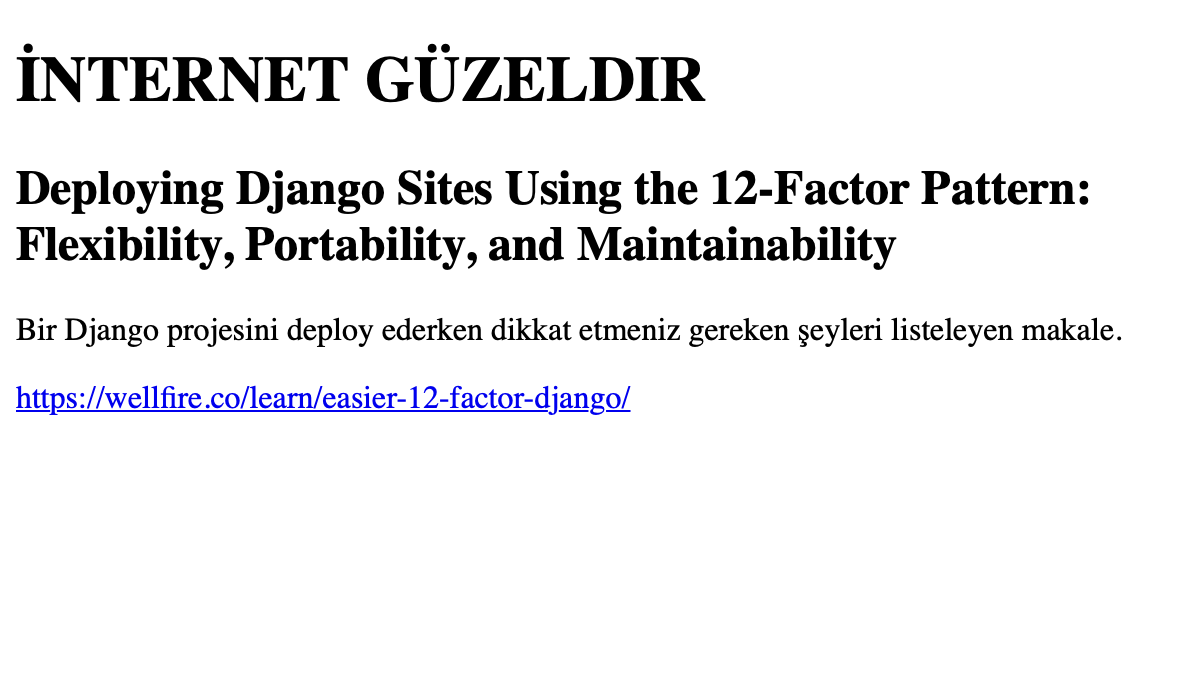 İNTERNET GÜZELDIR
Deploying Django Sites Using the 12-Factor Pattern:
Flexibility, Portability, and Maintainability
Bir Django projesini deploy ederken dikkat etmeniz gereken şeyleri listeleyen makale.
https://wellfire.co/learn/easier-12-factor-django/